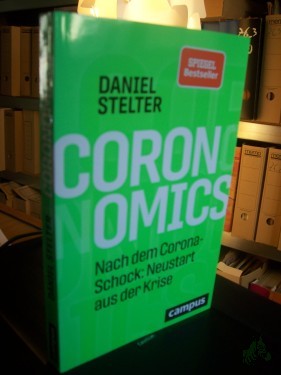 DANIEL
STELTER
SPIEGEL
Bestseller
CORON
OMICS
Nach dem Corona-
Schock: Neustart
aus der Krise
campus